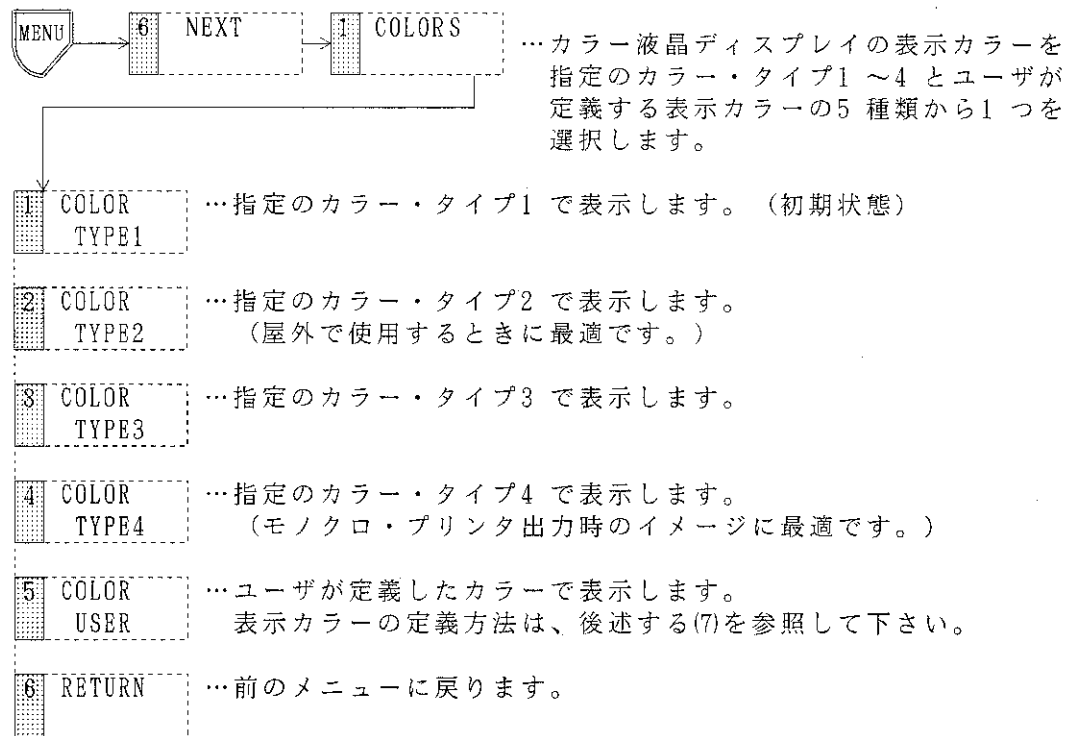 MENU 6 NEXT 1 COLORS
…カラー液晶ディスプレイの表示カラーを
指定のカラー・タイプ1 ～4 とユーザが
定義する表示カラーの5 種類から1 つを
選択します。
1 COLOR …指定のカラー・タイプ1 で表示します。(初期状態)
TYPE1
2 COLOR …指定のカラー・タイプ2 で表示します。
TYPE2 (屋外で使用するときに最適です。)
3 COLOR …指定のカラー・タイプ3 で表示します。
TYPE3
4 COLOR …指定のカラー・タイプ4 で表示します。
TYPE4 (モノクロ・プリンタ出力時のイメージに最適です。)
5 COLOR …ユーザが定義したカラーで表示します。
USER 表示カラーの定義方法は、後述する(7)を参照して下さい。
6 RETURN …前のメニューに戻ります。